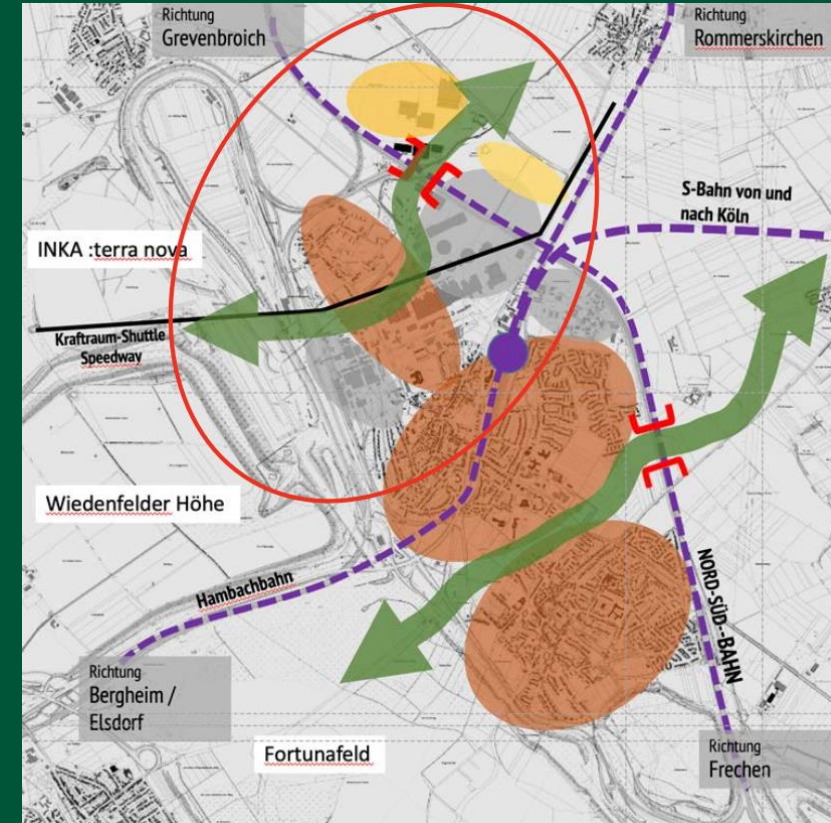 Richtung
Grevenbroich
Richtung
Rommerskirchen
S-Bahn von und
nach Köln
INKA :terra nova
Kraftraum-Shuttle
Speedway
Wiedenfelder Höhe
Hambachbahn
NORD-SÜD--BAHN
Richtung
Bergheim /
Elsdorf
Fortunafeld
Richtung
Frechen